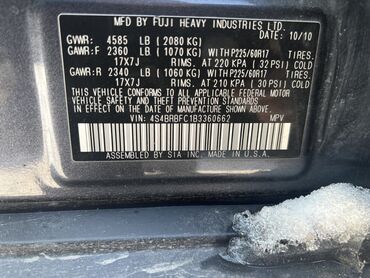 MFD BY FUJI HEAVY INDUSTRIES LTD.
DATE: 10/10
GVWR: 4585 LB (2080 KG)
GAWR:F 2360 LB (1070 KG) WITH P225/60R17 TIRES.
17X7J RIMS. AT 220 KPA (32 PSI) COLD
GAWR:R 2340 LB (1060 KG) WITH P225/60R17 TIRES.
17X7J RIMS. AT 210 KPA (30 PSI) COLD
THIS VEHICLE CONFORMS TO ALL APPLICABLE FEDERAL MOTOR
VEHICLE SAFETY AND THEFT PREVENTION STANDARDS
IN EFFECT ON THE DATE OF MANUFACTURE SHOWN ABOVE.
VIN: 4S4BRBFC1B3360662 MPV
ASSEMBLED BY SIA INC. MADE IN U.S.A.